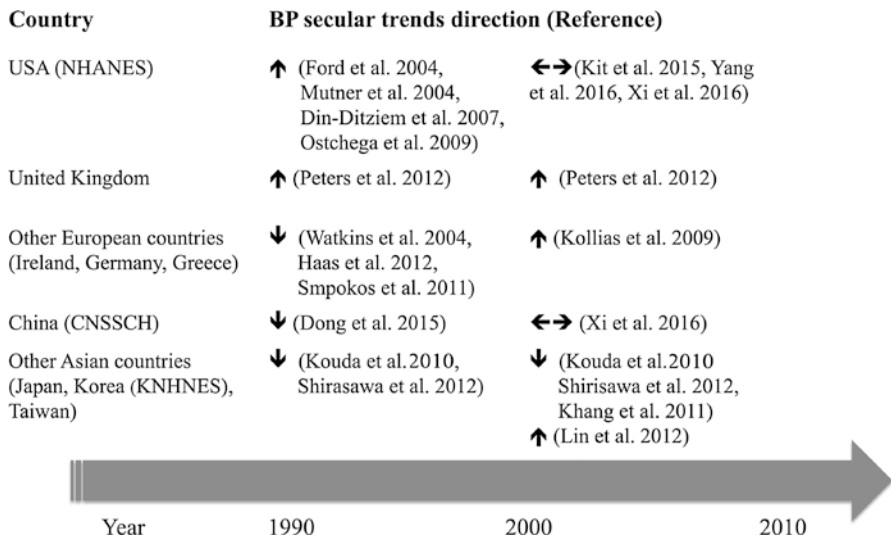 Country BP secular trends direction (Reference)
USA (NHANES) ↑ (Ford et al. 2004, ←→ (Kit et al. 2015, Yang
Mutner et al. 2004, et al. 2016, Xi et al. 2016)
Din-Ditziem et al. 2007,
Ostchega et al. 2009)
United Kingdom ↑ (Peters et al. 2012) ↑ (Peters et al. 2012)
Other European countries ↓ (Watkins et al. 2004, ↑ (Kollias et al. 2009)
(Ireland, Germany, Greece) Haas et al. 2012,
Smpokos et al. 2011)
China (CNSSCH) ↓ (Dong et al. 2015) ←→ (Xi et al. 2016)
Other Asian countries ↓ (Kouda et al.2010, ↓ (Kouda et al.2010
(Japan, Korea (KNHNES), Shirasawa et al. 2012) Shirisawa et al. 2012,
Taiwan) Khang et al. 2011)
↑ (Lin et al. 2012)
Year 1990 2000 2010